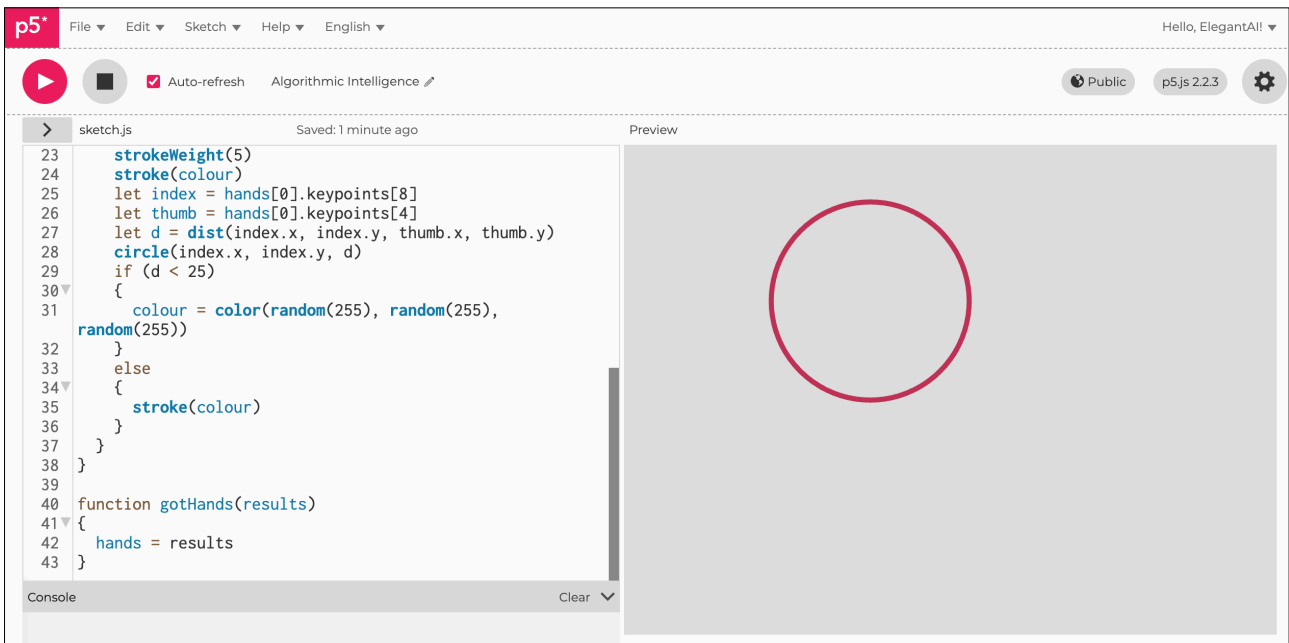 p5* File Edit Sketch Help English Hello, ElegantAI!
Auto-refresh Algorithmic Intelligence Public p5.js 2.2.3
sketch.js Saved: 1 minute ago Preview
23 strokeWeight(5)
24 stroke(colour)
25 let index = hands[0].keypoints[8]
26 let thumb = hands[0].keypoints[4]
27 let d = dist(index.x, index.y, thumb.x, thumb.y)
28 circle(index.x, index.y, d)
29 if (d < 25)
30 {
31 colour = color(random(255), random(255),
random(255))
32 }
33 else
34 {
35 stroke(colour)
36 }
37 }
38 }
39
40 function gotHands(results)
41 {
42 hands = results
43 }
Console Clear